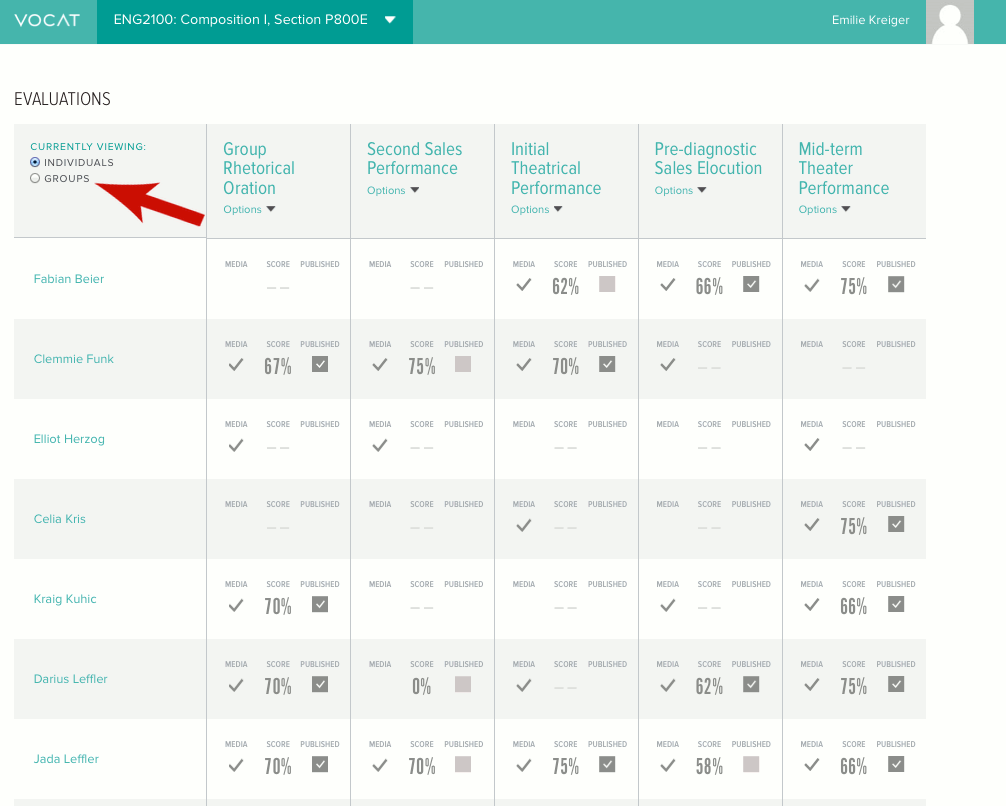 VOCAT
ENG2100: Composition I, Section P800E
Emilie Kreiger
EVALUATIONS
CURRENTLY VIEWING:
INDIVIDUALS
GROUPS
Group
Rhetorical
Oration
Options
Second Sales
Performance
Options
Initial
Theatrical
Performance
Options
Pre-diagnostic
Sales Elocution
Options
Mid-term
Theater
Performance
Options
Fabian Beier
MEDIA SCORE PUBLISHED
– –
MEDIA SCORE PUBLISHED
– –
MEDIA SCORE PUBLISHED
62%
MEDIA SCORE PUBLISHED
66%
MEDIA SCORE PUBLISHED
75%
Clemmie Funk
MEDIA SCORE PUBLISHED
67%
MEDIA SCORE PUBLISHED
75%
MEDIA SCORE PUBLISHED
70%
MEDIA SCORE PUBLISHED
– –
MEDIA SCORE PUBLISHED
– –
Elliot Herzog
MEDIA SCORE PUBLISHED
– –
MEDIA SCORE PUBLISHED
– –
MEDIA SCORE PUBLISHED
– –
MEDIA SCORE PUBLISHED
– –
MEDIA SCORE PUBLISHED
– –
Celia Kris
MEDIA SCORE PUBLISHED
– –
MEDIA SCORE PUBLISHED
– –
MEDIA SCORE PUBLISHED
– –
MEDIA SCORE PUBLISHED
– –
MEDIA SCORE PUBLISHED
75%
Kraig Kuhic
MEDIA SCORE PUBLISHED
70%
MEDIA SCORE PUBLISHED
– –
MEDIA SCORE PUBLISHED
– –
MEDIA SCORE PUBLISHED
– –
MEDIA SCORE PUBLISHED
66%
Darius Leffler
MEDIA SCORE PUBLISHED
70%
MEDIA SCORE PUBLISHED
0%
MEDIA SCORE PUBLISHED
– –
MEDIA SCORE PUBLISHED
62%
MEDIA SCORE PUBLISHED
75%
Jada Leffler
MEDIA SCORE PUBLISHED
70%
MEDIA SCORE PUBLISHED
70%
MEDIA SCORE PUBLISHED
75%
MEDIA SCORE PUBLISHED
58%
MEDIA SCORE PUBLISHED
66%